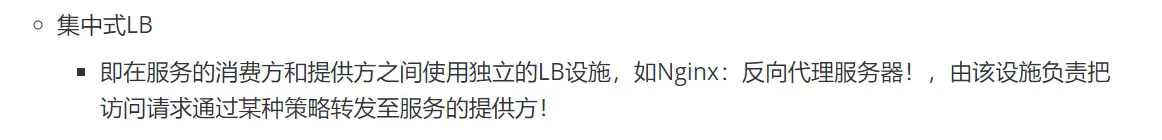 集中式LB
即在服务的消费方和提供方之间使用独立的LB设施，如Nginx：反向代理服务器！，由该设施负责把
访问请求通过某种策略转发至服务的提供方！